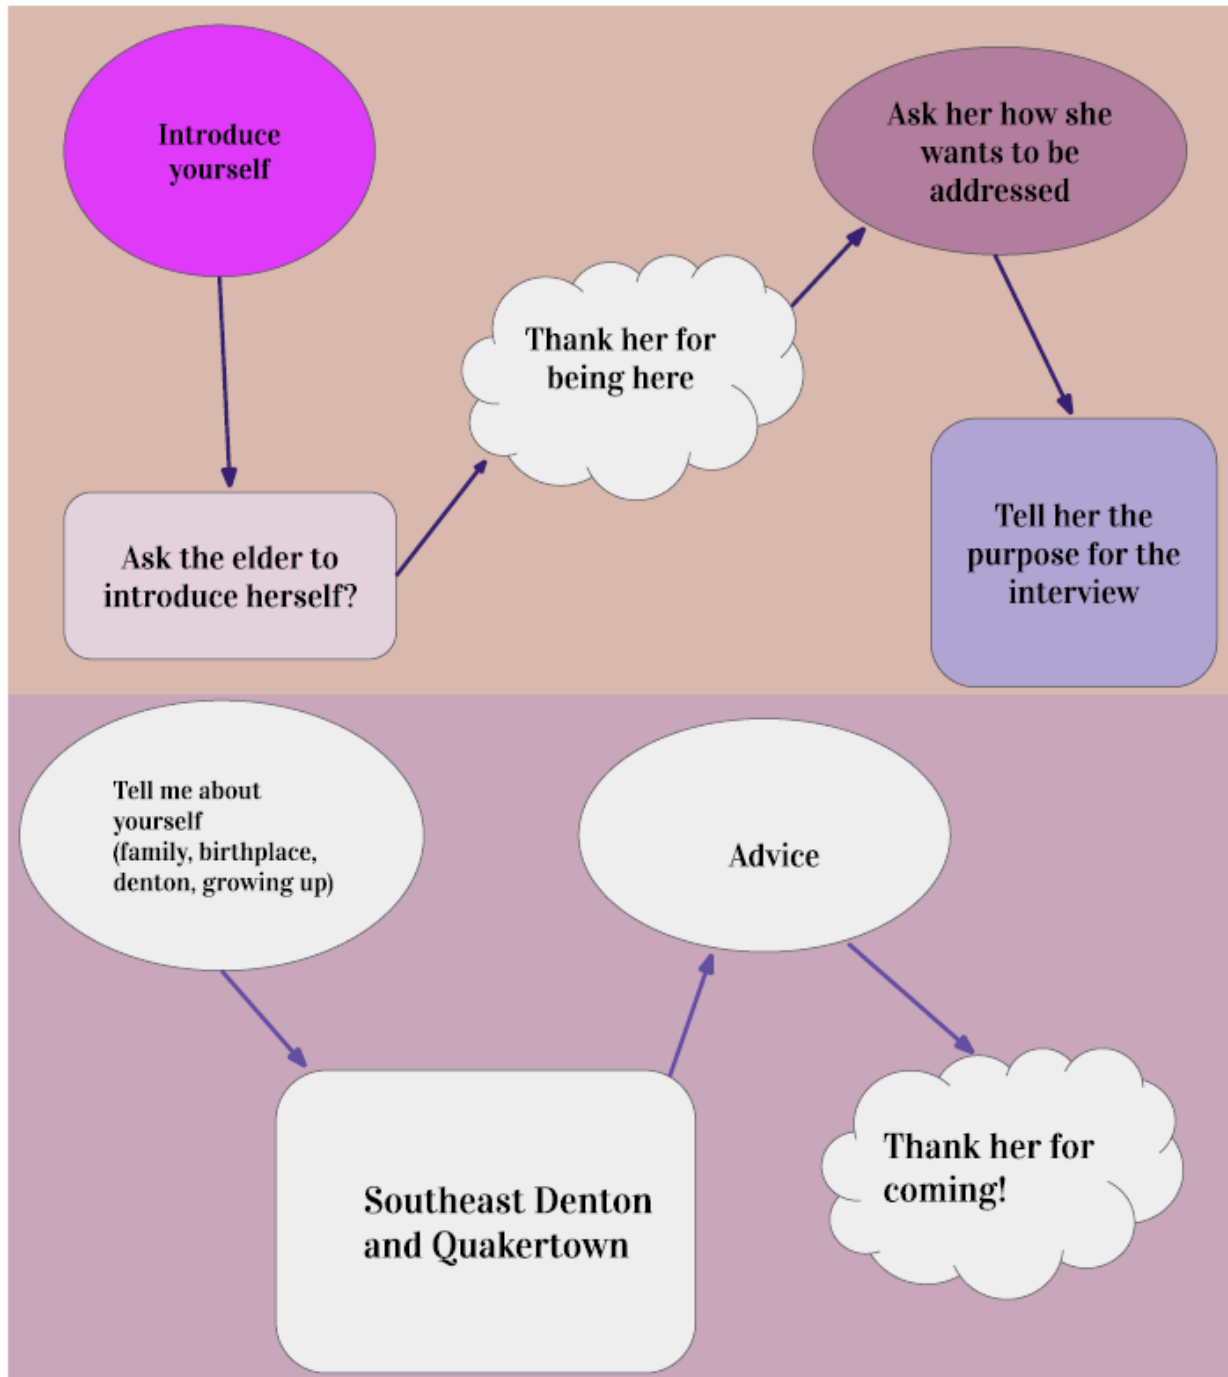 Introduce
yourself
Ask the elder to
introduce herself?
Thank her for
being here
Ask her how she
wants to be
addressed
Tell her the
purpose for the
interview
Tell me about
yourself
(family, birthplace,
denton, growing up)
Southeast Denton
and Quakertown
Advice
Thank her for
coming!